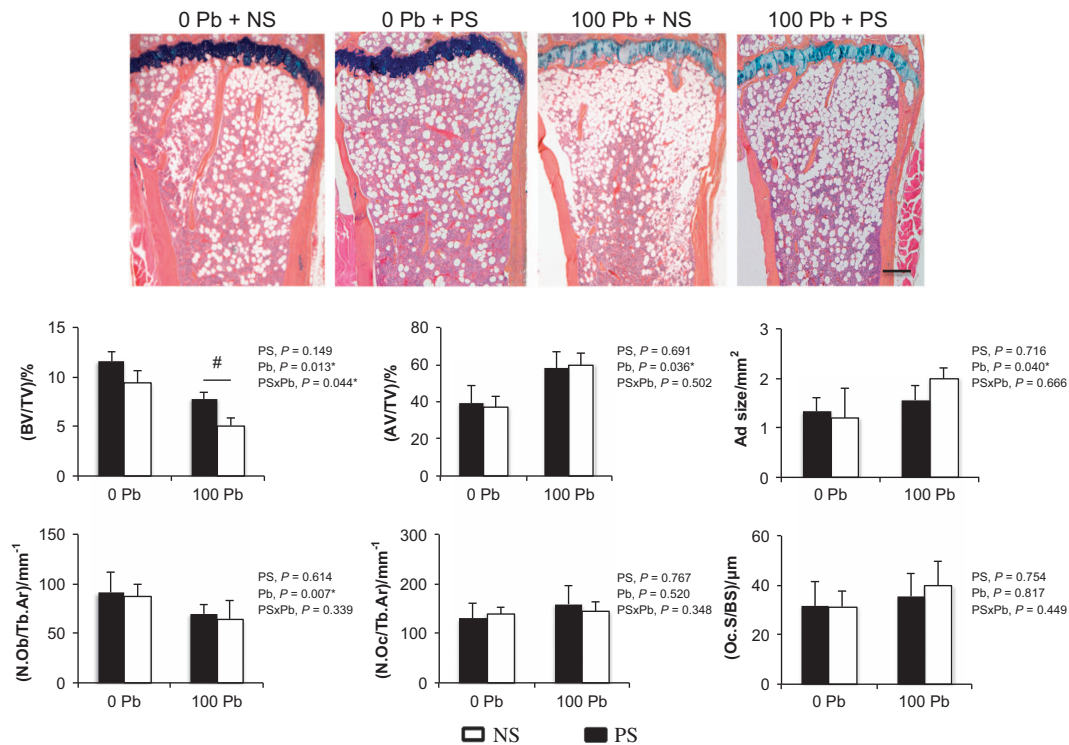 0 Pb + NS
0 Pb + PS
100 Pb + NS
100 Pb + PS
(BV/TV)/%
15
10
5
0
0 Pb
100 Pb
#
PS, P = 0.149
Pb, P = 0.013*
PSxPb, P = 0.044*
(AV/TV)/%
80
60
40
20
0
0 Pb
100 Pb
PS, P = 0.691
Pb, P = 0.036*
PSxPb, P = 0.502
Ad size/mm²
3
2
1
0
0 Pb
100 Pb
PS, P = 0.716
Pb, P = 0.040*
PSxPb, P = 0.666
(N.Ob/Tb.Ar)/mm⁻¹
150
100
50
0
0 Pb
100 Pb
PS, P = 0.614
Pb, P = 0.007*
PSxPb, P = 0.339
(N.Oc/Tb.Ar)/mm⁻¹
300
200
100
0
0 Pb
100 Pb
PS, P = 0.767
Pb, P = 0.520
PSxPb, P = 0.348
(Oc.S/BS)/µm
60
40
20
0
0 Pb
100 Pb
PS, P = 0.754
Pb, P = 0.817
PSxPb, P = 0.449
NS
PS